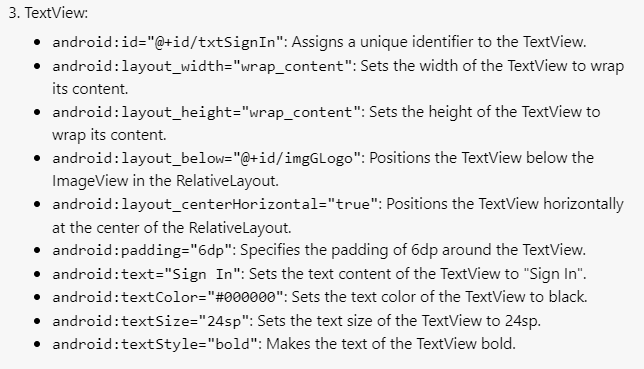 3. TextView:
• android:id="@+id/txtSignIn": Assigns a unique identifier to the TextView.
• android:layout_width="wrap_content": Sets the width of the TextView to wrap
its content.
• android:layout_height="wrap_content": Sets the height of the TextView to
wrap its content.
• android:layout_below="@+id/imgGLogo": Positions the TextView below the
ImageView in the RelativeLayout.
• android:layout_centerHorizontal="true": Positions the TextView horizontally
at the center of the RelativeLayout.
• android:padding="6dp": Specifies the padding of 6dp around the TextView.
• android:text="Sign In": Sets the text content of the TextView to "Sign In".
• android:textColor="#000000": Sets the text color of the TextView to black.
• android:textSize="24sp": Sets the text size of the TextView to 24sp.
• android:textStyle="bold": Makes the text of the TextView bold.